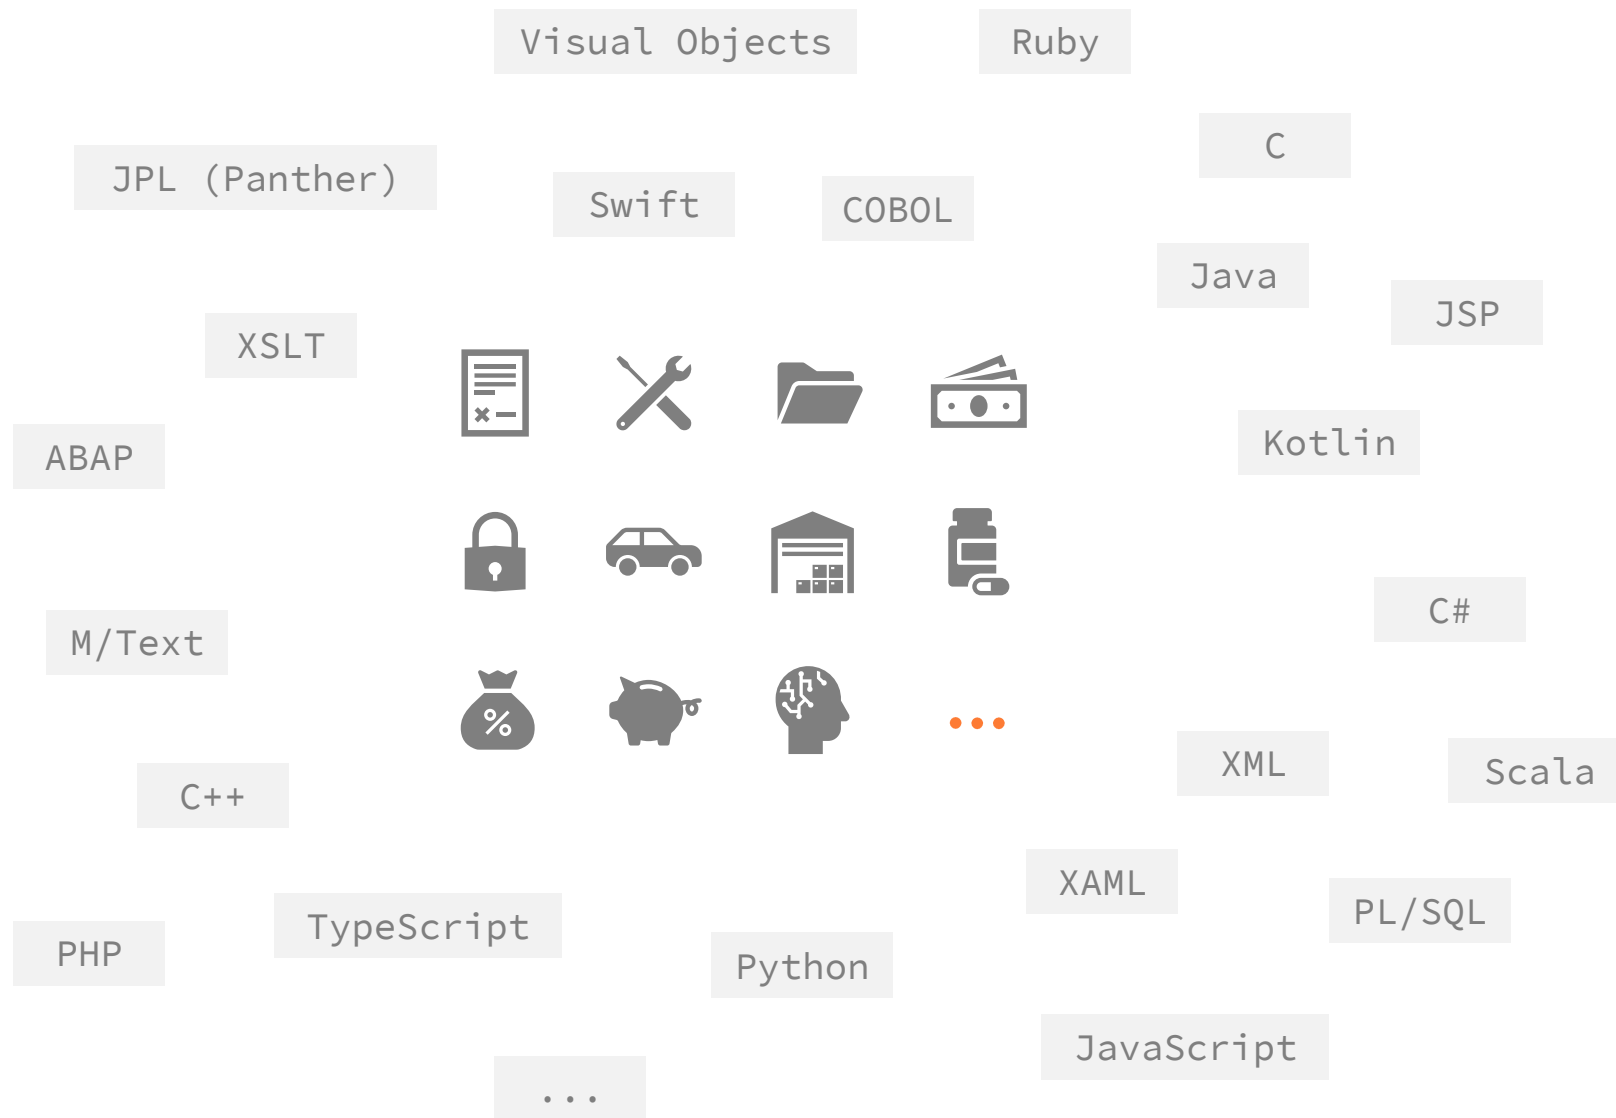 Visual Objects
Ruby
C
JPL (Panther)
Swift
COBOL
Java
JSP
XSLT
Kotlin
ABAP
C#
M/Text
%
XML
Scala
C++
XAML
PL/SQL
TypeScript
PHP
Python
JavaScript
...